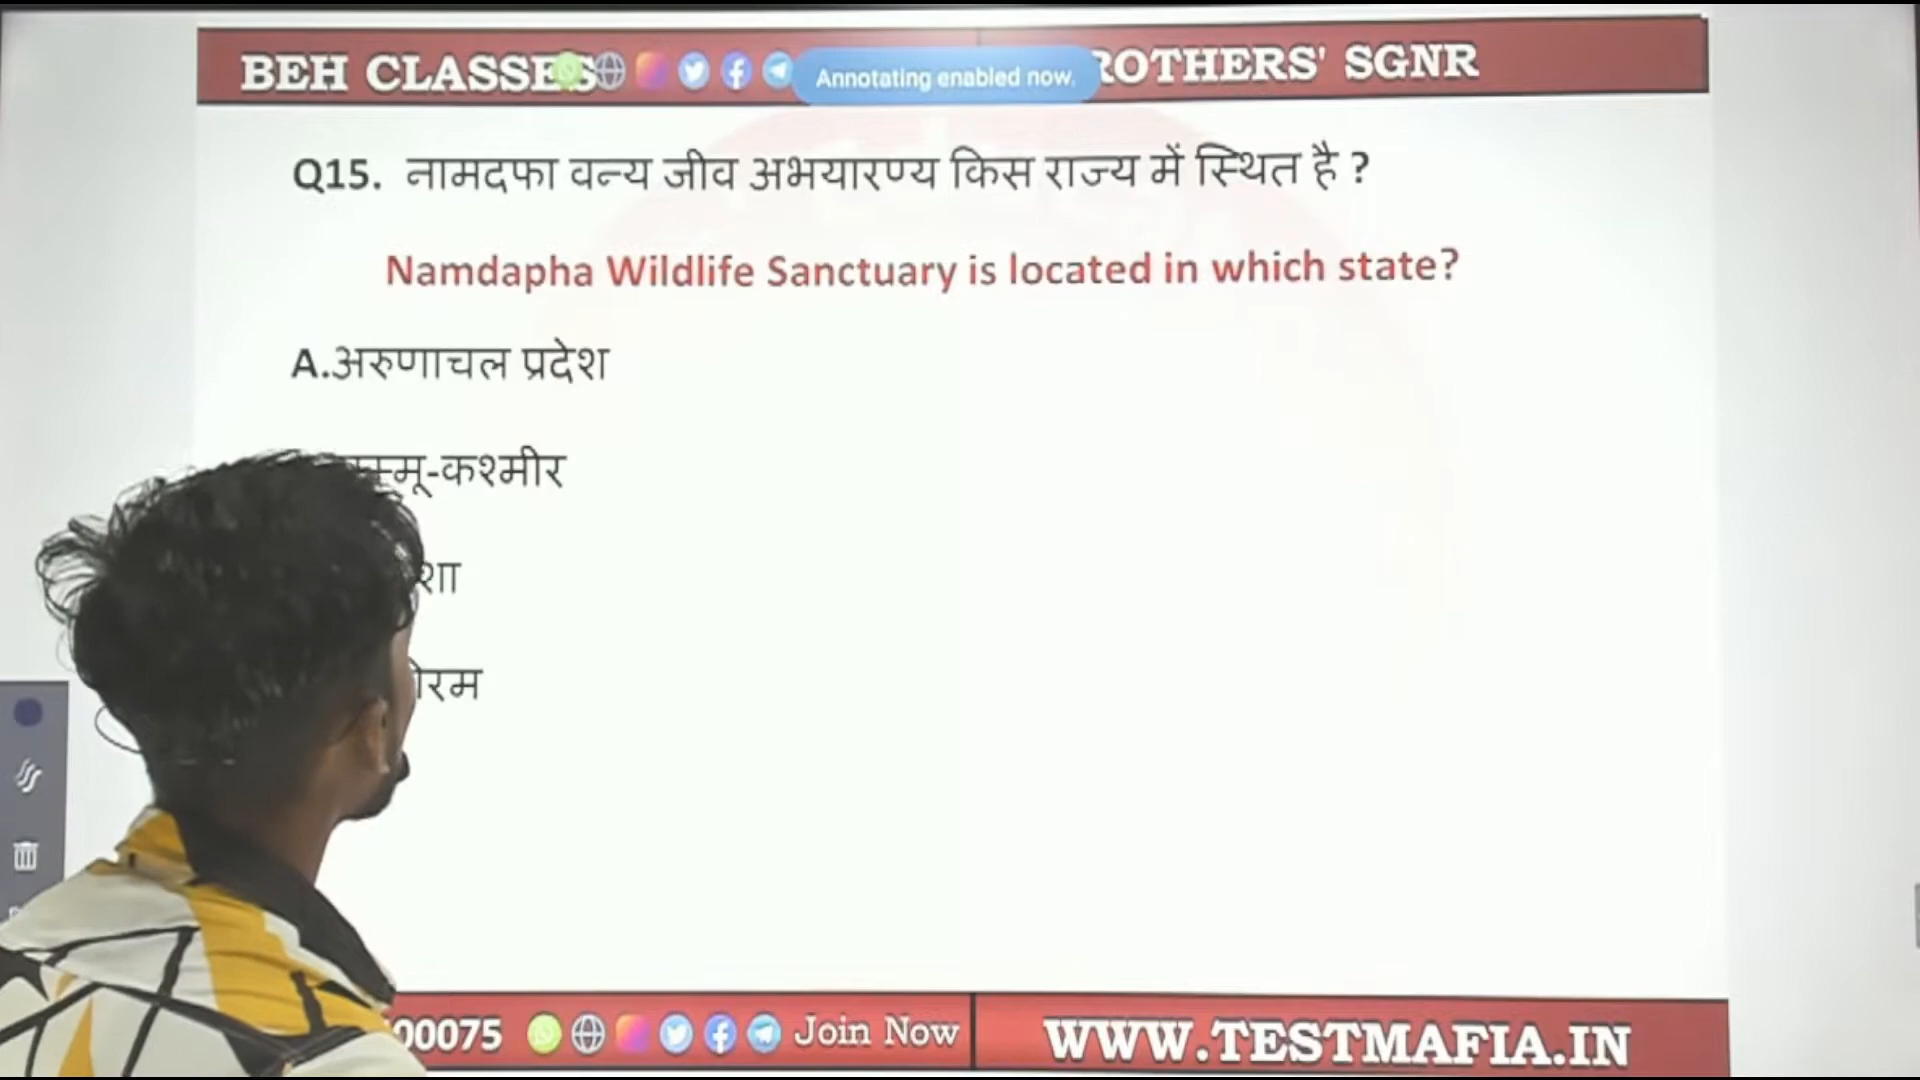 BEH CLASSES Annotating enabled now. ROTHERS' SGNR
Q15. नामदफा वन्य जीव अभयारण्य किस राज्य में स्थित है ?
Namdapha Wildlife Sanctuary is located in which state?
A.अरुणाचल प्रदेश
म्मू-कश्मीर
शा
ोरम
00075 Join Now WWW.TESTMAFIA.IN